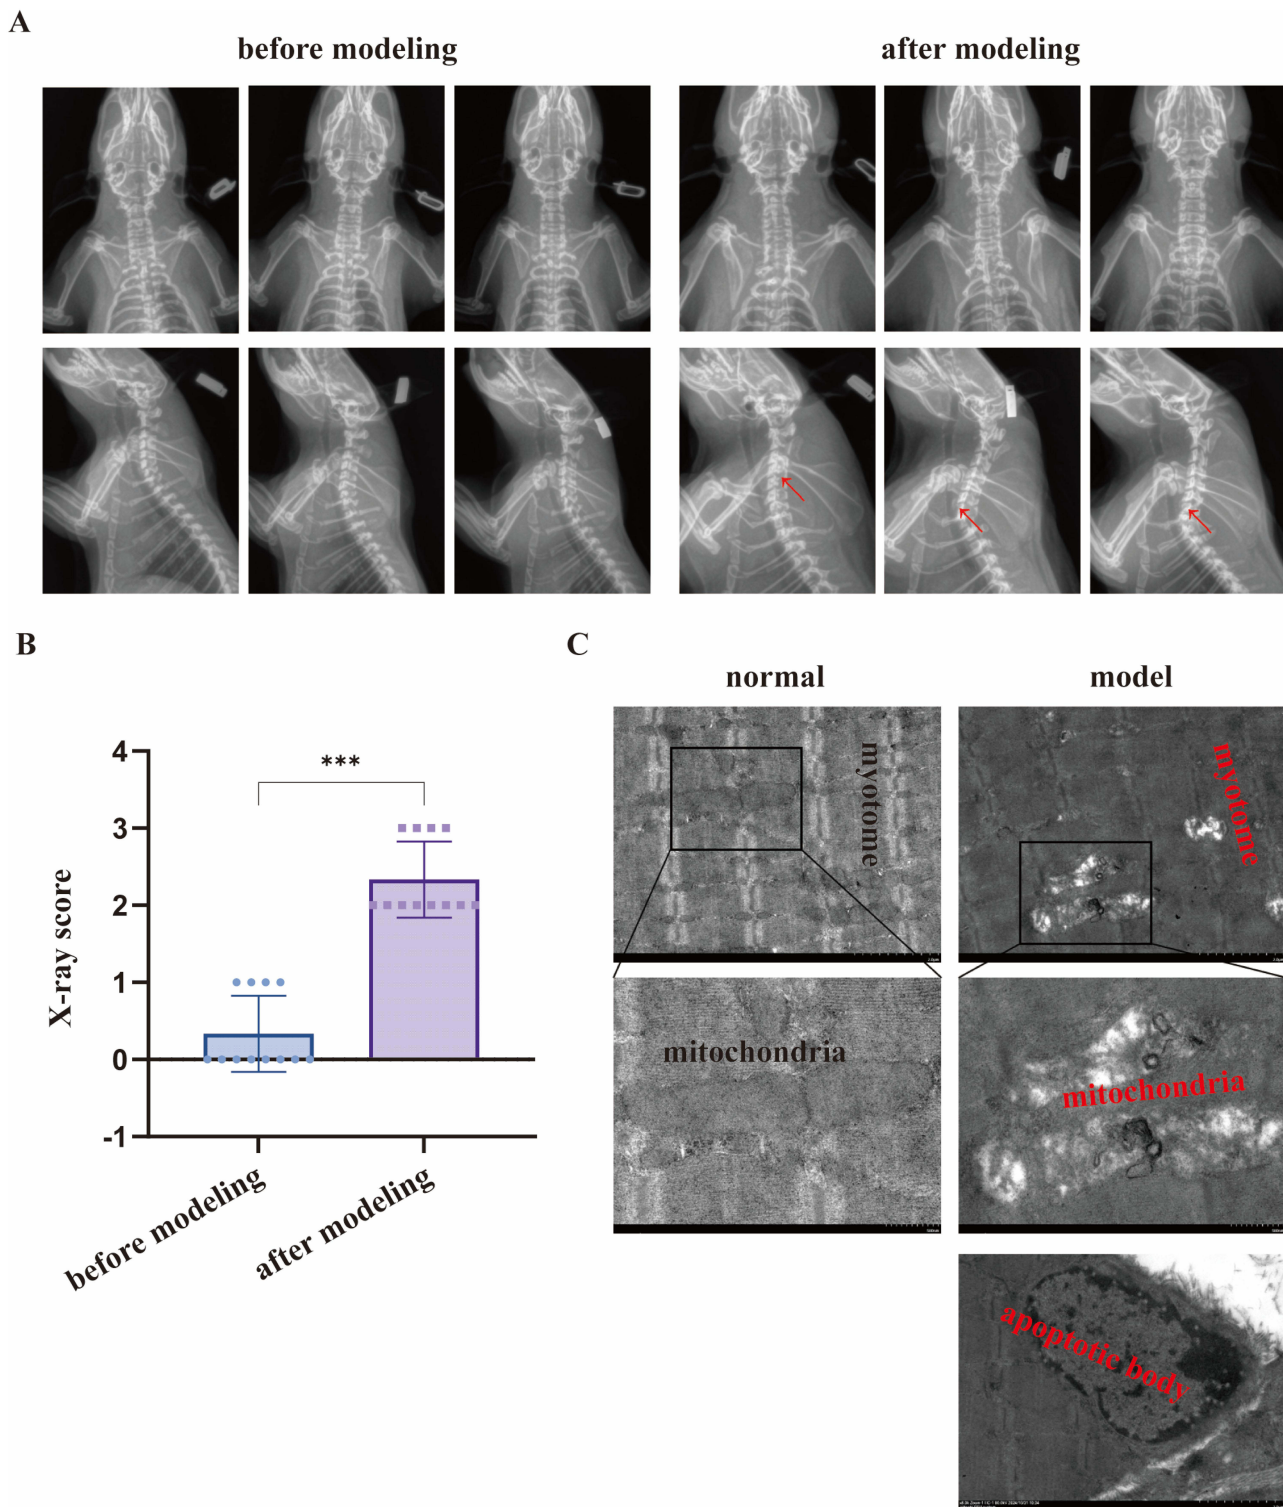 A
before modeling
after modeling
B
4
3
2
1
0
-1
X-ray score
***
before modeling
after modeling
C
normal
model
myotome
myotome
mitochondria
mitochondria
apoptotic body